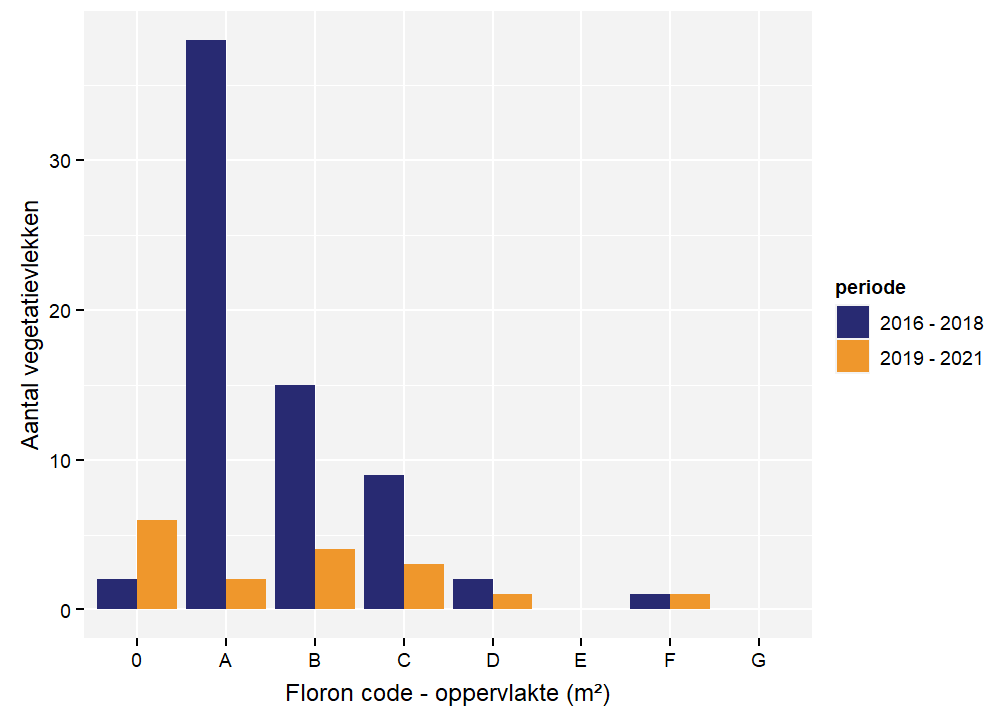 Aantal vegetatievlekken
30
20
10
0
0 A B C D E F G
Floron code - oppervlakte (m²)
periode
2016 - 2018
2019 - 2021